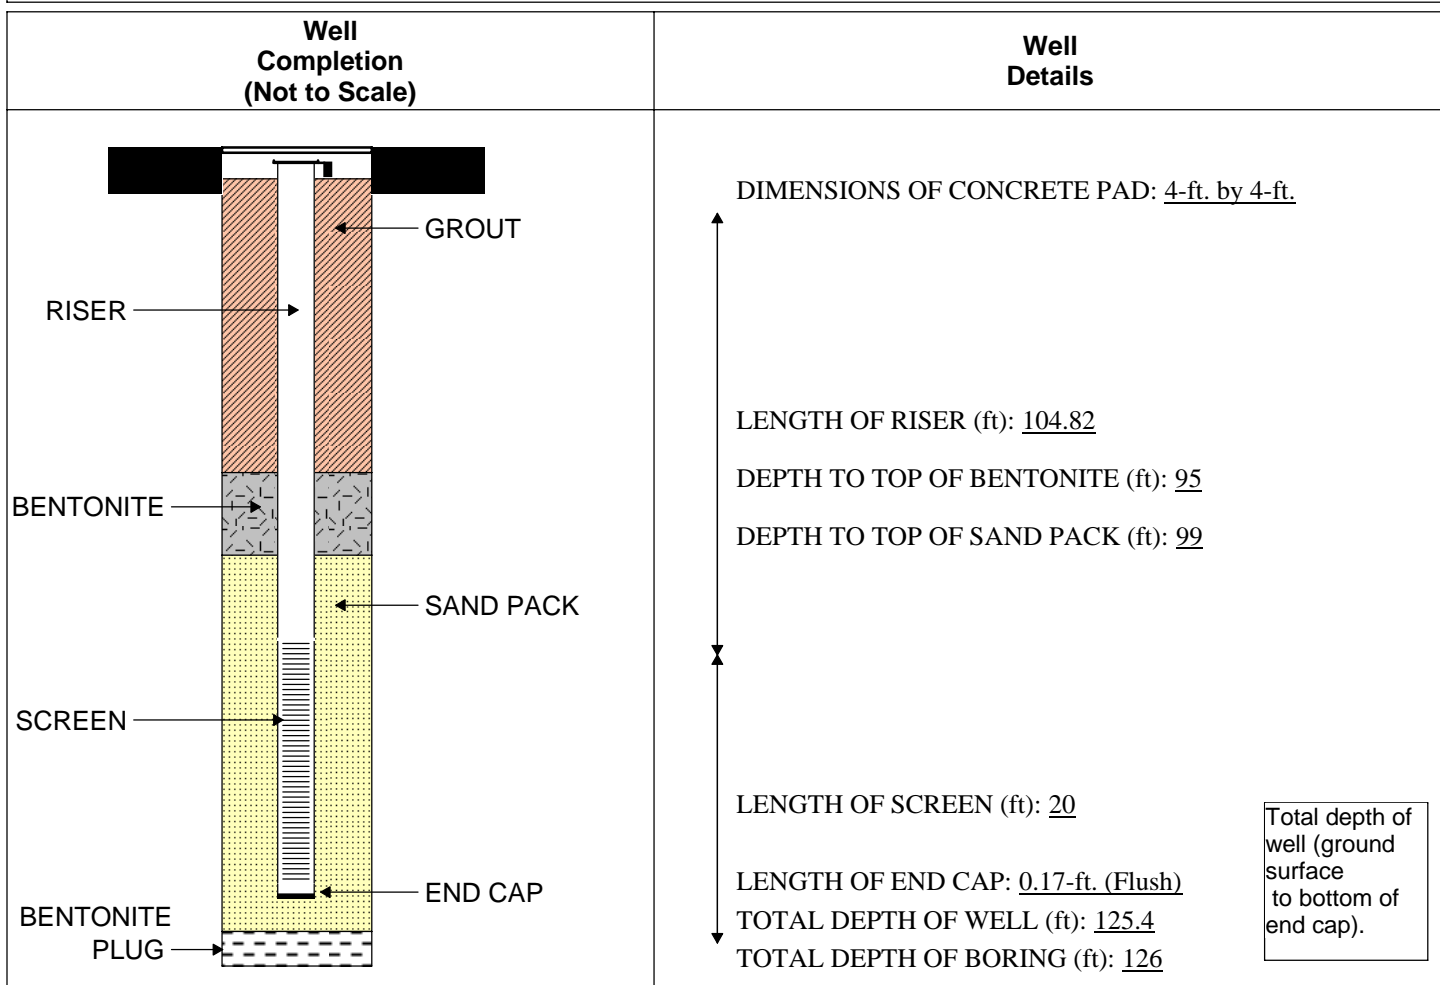 Well
Completion
(Not to Scale)
Well
Details
GROUT
RISER
BENTONITE
SAND PACK
SCREEN
END CAP
BENTONITE
PLUG
DIMENSIONS OF CONCRETE PAD: 4-ft. by 4-ft.
LENGTH OF RISER (ft): 104.82
DEPTH TO TOP OF BENTONITE (ft): 95
DEPTH TO TOP OF SAND PACK (ft): 99
LENGTH OF SCREEN (ft): 20
LENGTH OF END CAP: 0.17-ft. (Flush)
TOTAL DEPTH OF WELL (ft): 125.4
TOTAL DEPTH OF BORING (ft): 126
Total depth of
well (ground
surface
to bottom of
end cap).